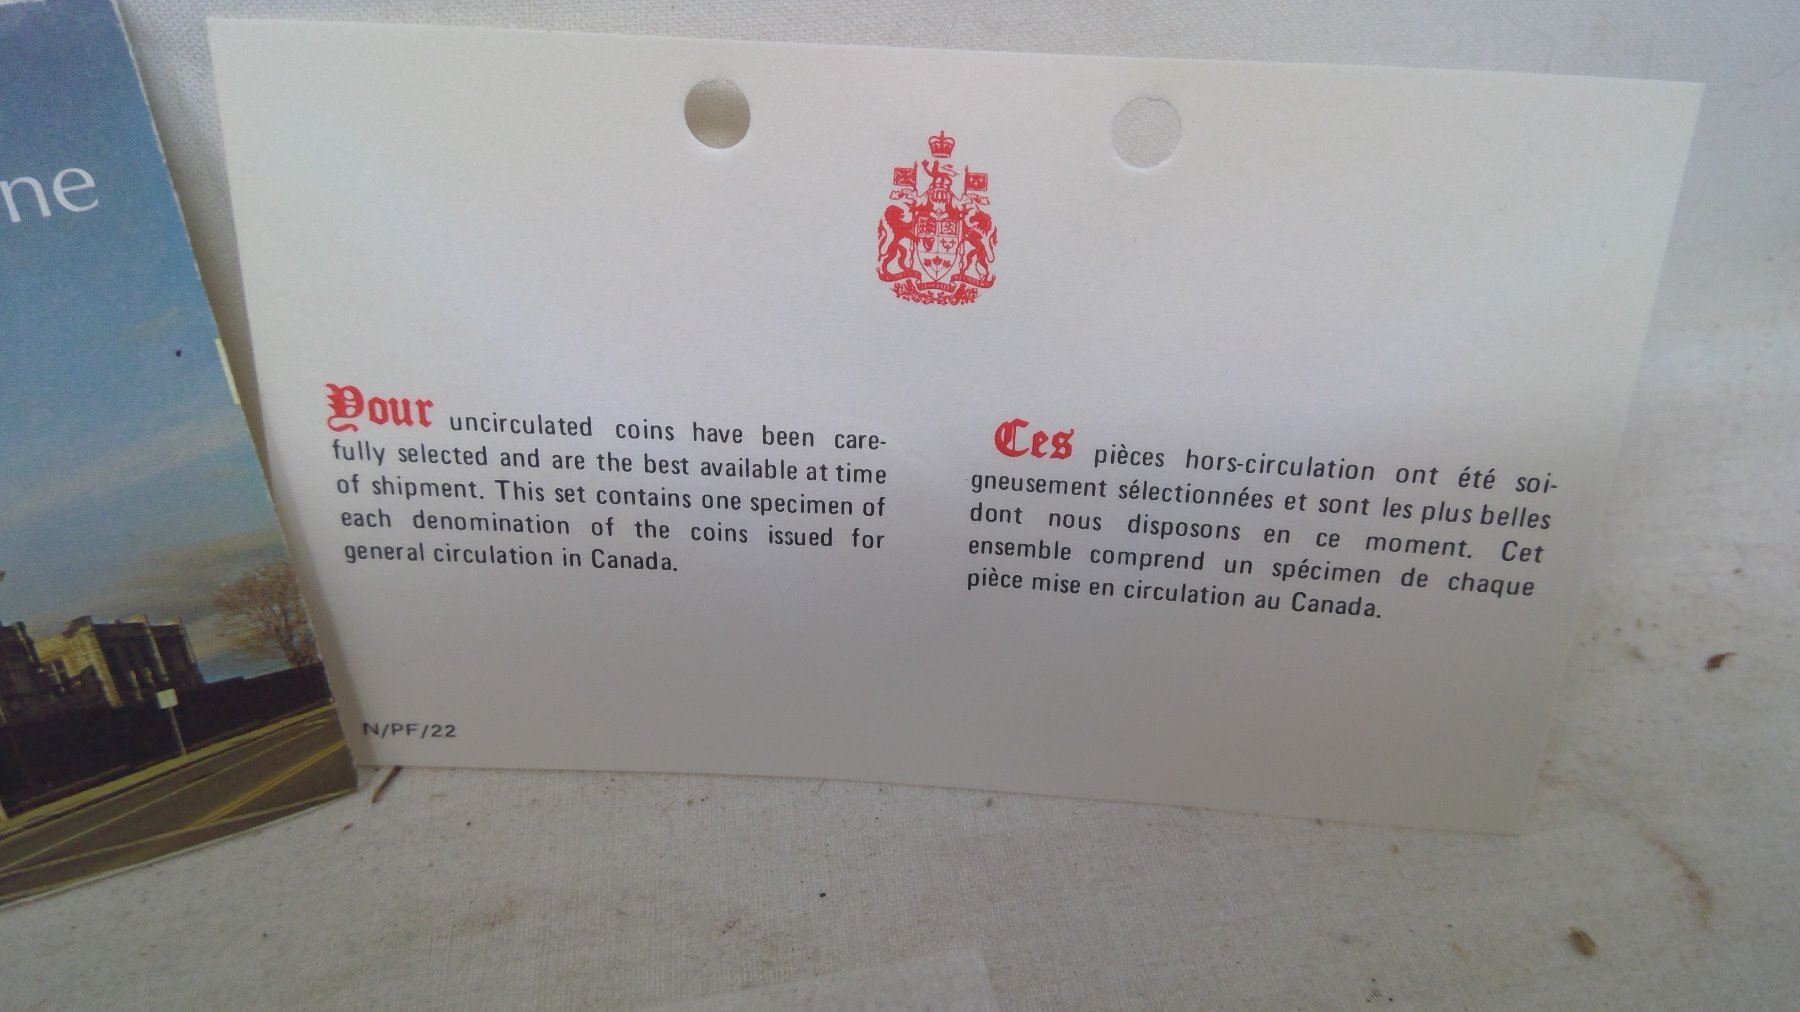 ne
Your uncirculated coins have been care-
fully selected and are the best available at time
of shipment. This set contains one specimen of
each denomination of the coins issued for
general circulation in Canada.
Ces pièces hors-circulation ont été soi-
gneusement sélectionnées et sont les plus belles
dont nous disposons en ce moment. Cet
ensemble comprend un spécimen de chaque
pièce mise en circulation au Canada.
N/PF/22